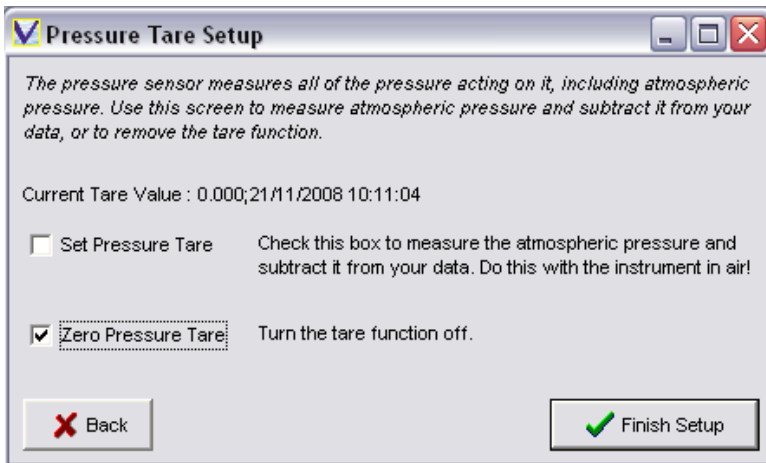 Pressure Tare Setup
The pressure sensor measures all of the pressure acting on it, including atmospheric
pressure. Use this screen to measure atmospheric pressure and subtract it from your
data, or to remove the tare function.
Current Tare Value : 0.000;21/11/2008 10:11:04
Set Pressure Tare
Check this box to measure the atmospheric pressure and
subtract it from your data. Do this with the instrument in air!
Zero Pressure Tare
Turn the tare function off.
Back
Finish Setup